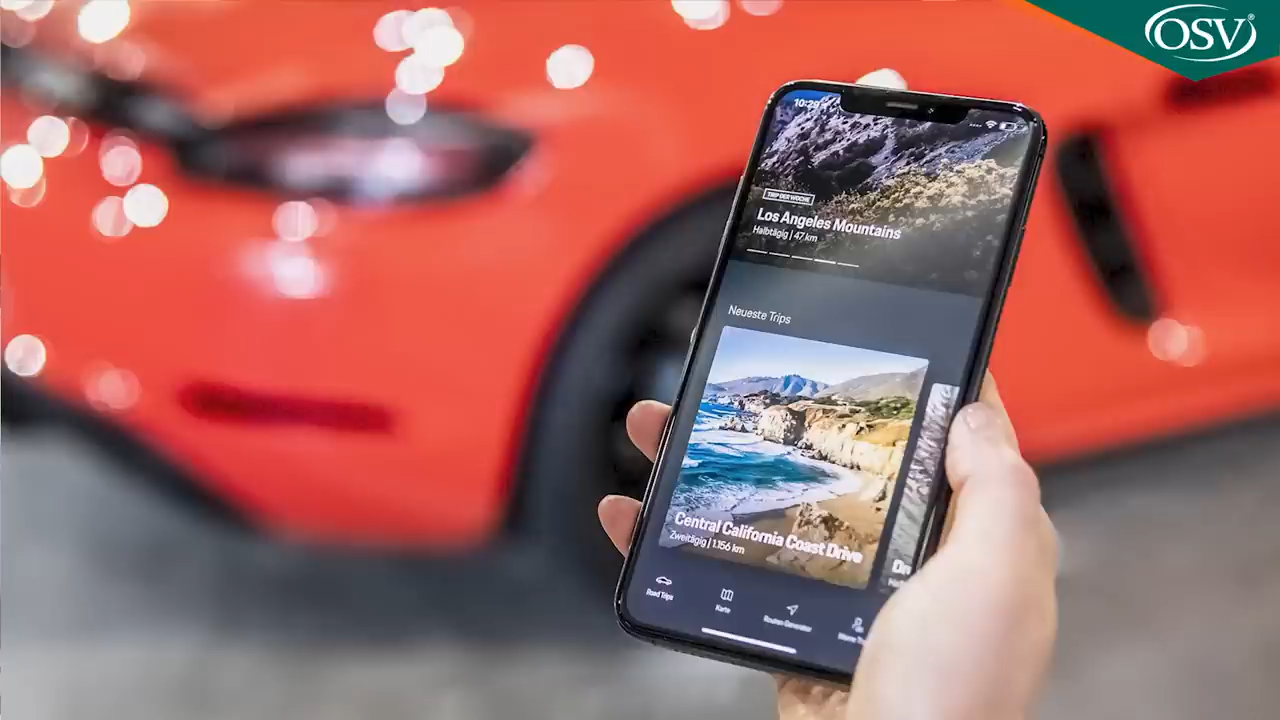 OSV®
10:29
TRIP DER WOCHE
Los Angeles Mountains
Halbtägig | 47 km
Neueste Trips
Central California Coast Drive
Zweitägig | 1.156 km
Road Trips
Karte
Routen Generator
Meine